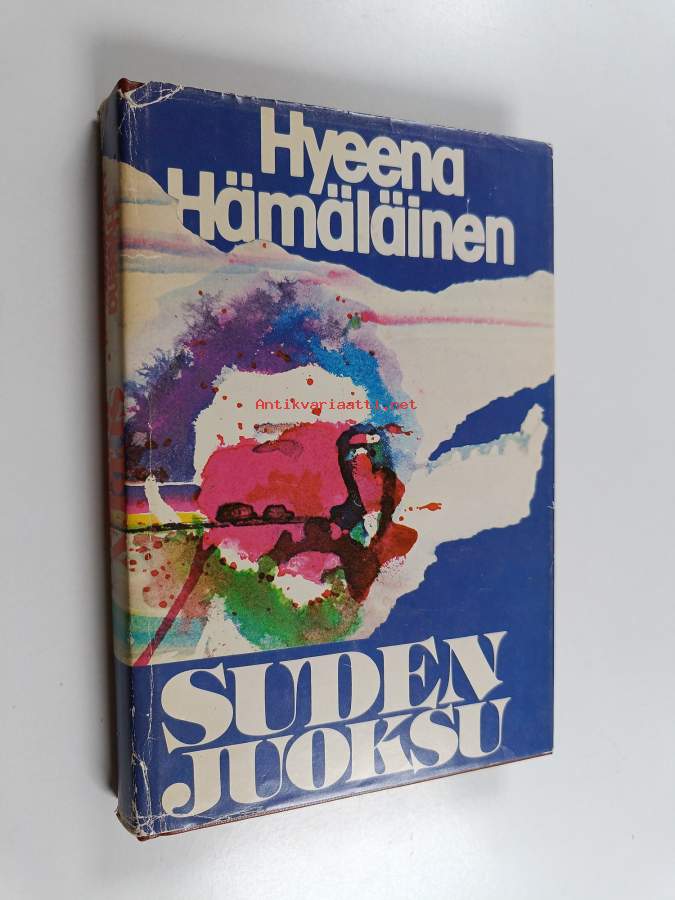 Hyeena
Hämäläinen
Antikvariaatti.net
SUDEN
JUOKSU